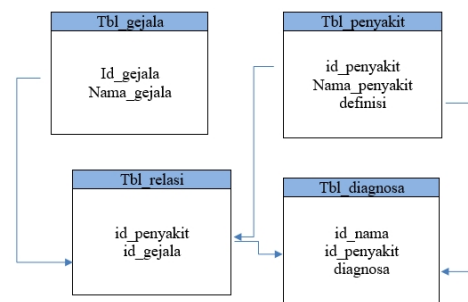 Tbl_gejala
Id_gejala
Nama_gejala
Tbl_penyakit
id_penyakit
Nama_penyakit
definisi
Tbl_relasi
id_penyakit
id_gejala
Tbl_diagnosa
id_nama
id_penyakit
diagnosa